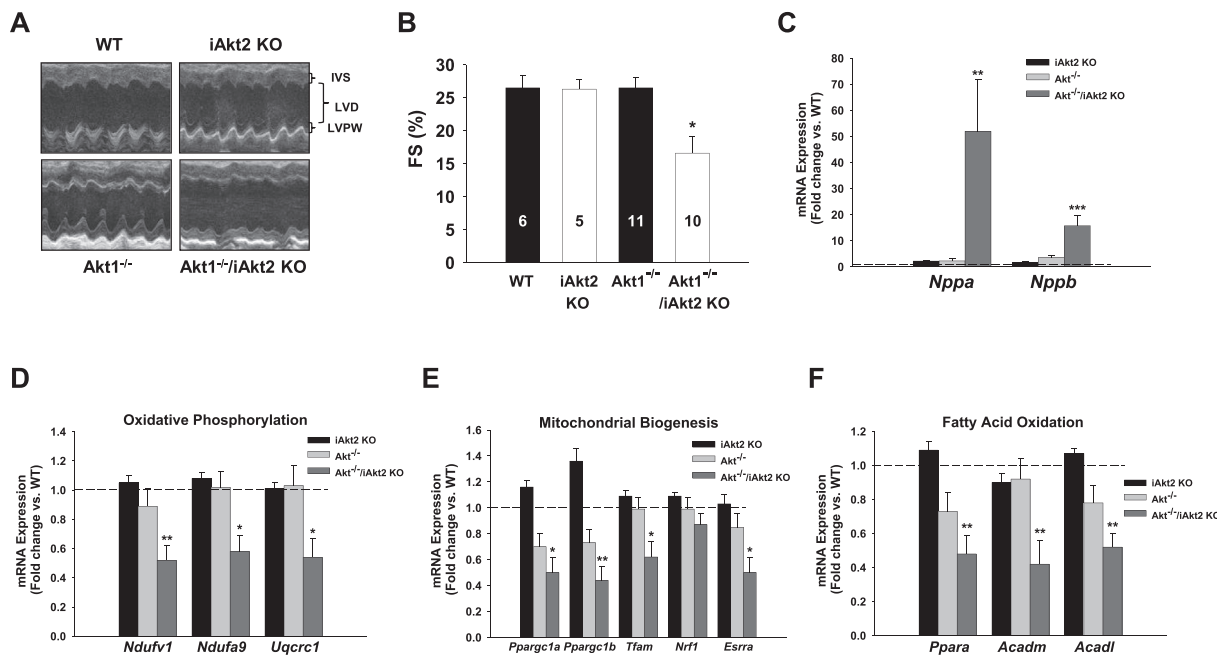 A
WT
iAkt2 KO
IVS
LVD
LVPW
Akt1-/-
Akt1-/-/iAkt2 KO
B
FS (%)
30
25
20
15
10
5
0
*
6
5
11
10
WT
iAkt2
KO
Akt1-/-
Akt1-/-
/iAkt2 KO
C
mRNA Expression
(Fold change vs. WT)
80
70
60
50
40
30
20
10
0
iAkt2 KO
Akt-/-
Akt-/-/iAkt2 KO
**
***
Nppa
Nppb
D
Oxidative Phosphorylation
mRNA Expression
(Fold change vs. WT)
1.4
1.2
1.0
0.8
0.6
0.4
0.2
0.0
iAkt2 KO
Akt-/-
Akt-/-/iAkt2 KO
**
*
*
Ndufv1
Ndufa9
Uqcrc1
E
Mitochondrial Biogenesis
mRNA Expression
(Fold change vs. WT)
1.6
1.4
1.2
1.0
0.8
0.6
0.4
0.2
0.0
iAkt2 KO
Akt-/-
Akt-/-/iAkt2 KO
*
**
*
*
Ppargc1a
Ppargc1b
Tfam
Nrf1
Esrra
F
Fatty Acid Oxidation
mRNA Expression
(Fold change vs. WT)
1.2
1.0
0.8
0.6
0.4
0.2
0.0
iAkt2 KO
Akt-/-
Akt-/-/iAkt2 KO
**
**
**
Ppara
Acadm
Acadl